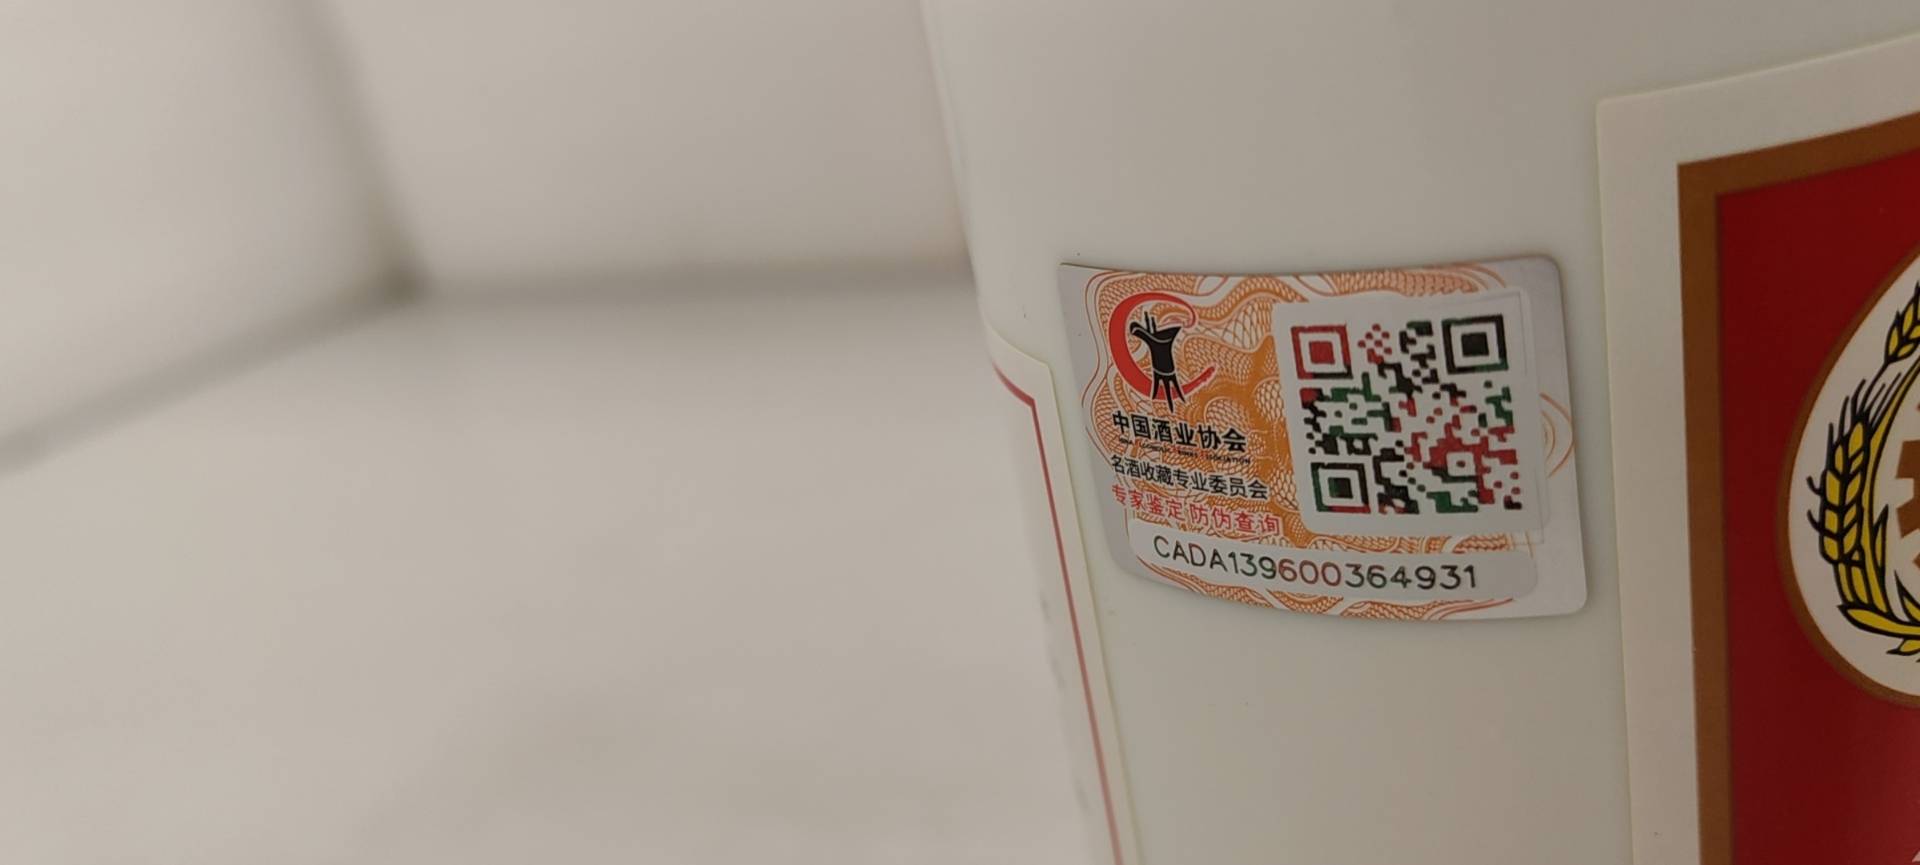 中国酒业协会
名酒收藏专业委员会
专家鉴定 防伪查询
CADA139600364931